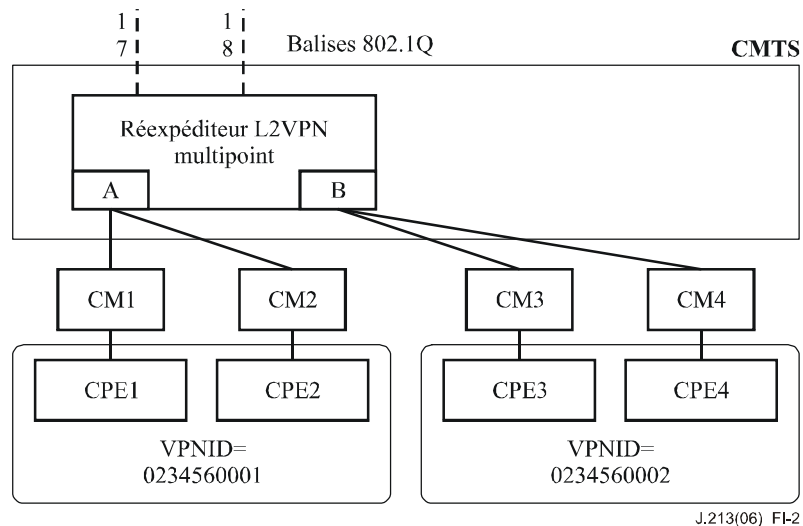 1 1
7 8 Balises 802.1Q CMTS
Réexpéditeur L2VPN
multipoint
A B
CM1 CM2 CM3 CM4
CPE1 CPE2 CPE3 CPE4
VPNID= VPNID=
0234560001 0234560002
J.213(06) FI-2